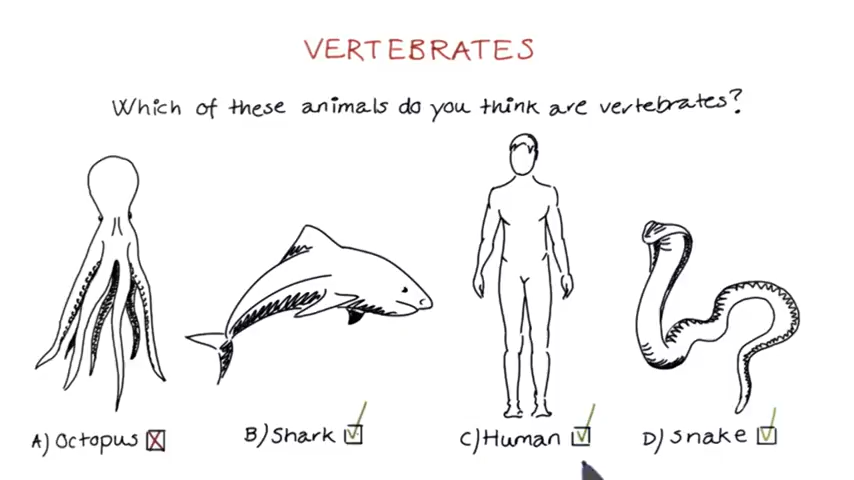 VERTEBRATES
Which of these animals do you think are vertebrates?
A) Octopus
B) Shark
C) Human
D) Snake